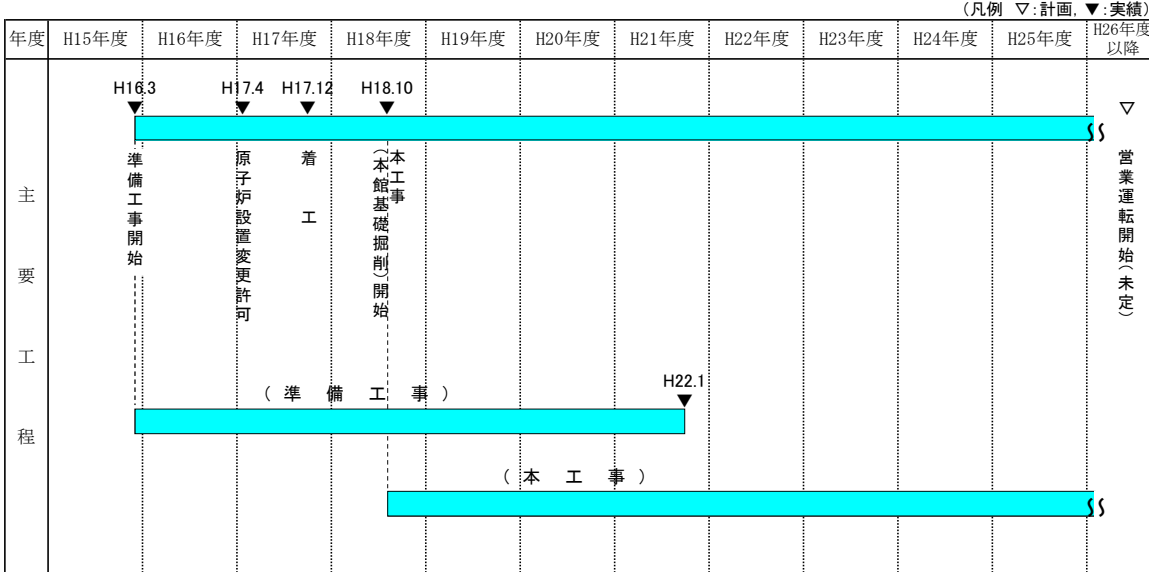 (凡例 ▽:計画, ▼:実績)
年度 H15年度 H16年度 H17年度 H18年度 H19年度 H20年度 H21年度 H22年度 H23年度 H24年度 H25年度 H26年度
以降
主要工程
H16.3 H17.4 H17.12 H18.10
▼ ▼ ▼ ▼ ▽
準備工事開始
原子炉設置変更許可
着工
本工事
(本館基礎掘削)開始
営業運転開始(未定)
(準備工事)
H22.1
▼
(本工事)